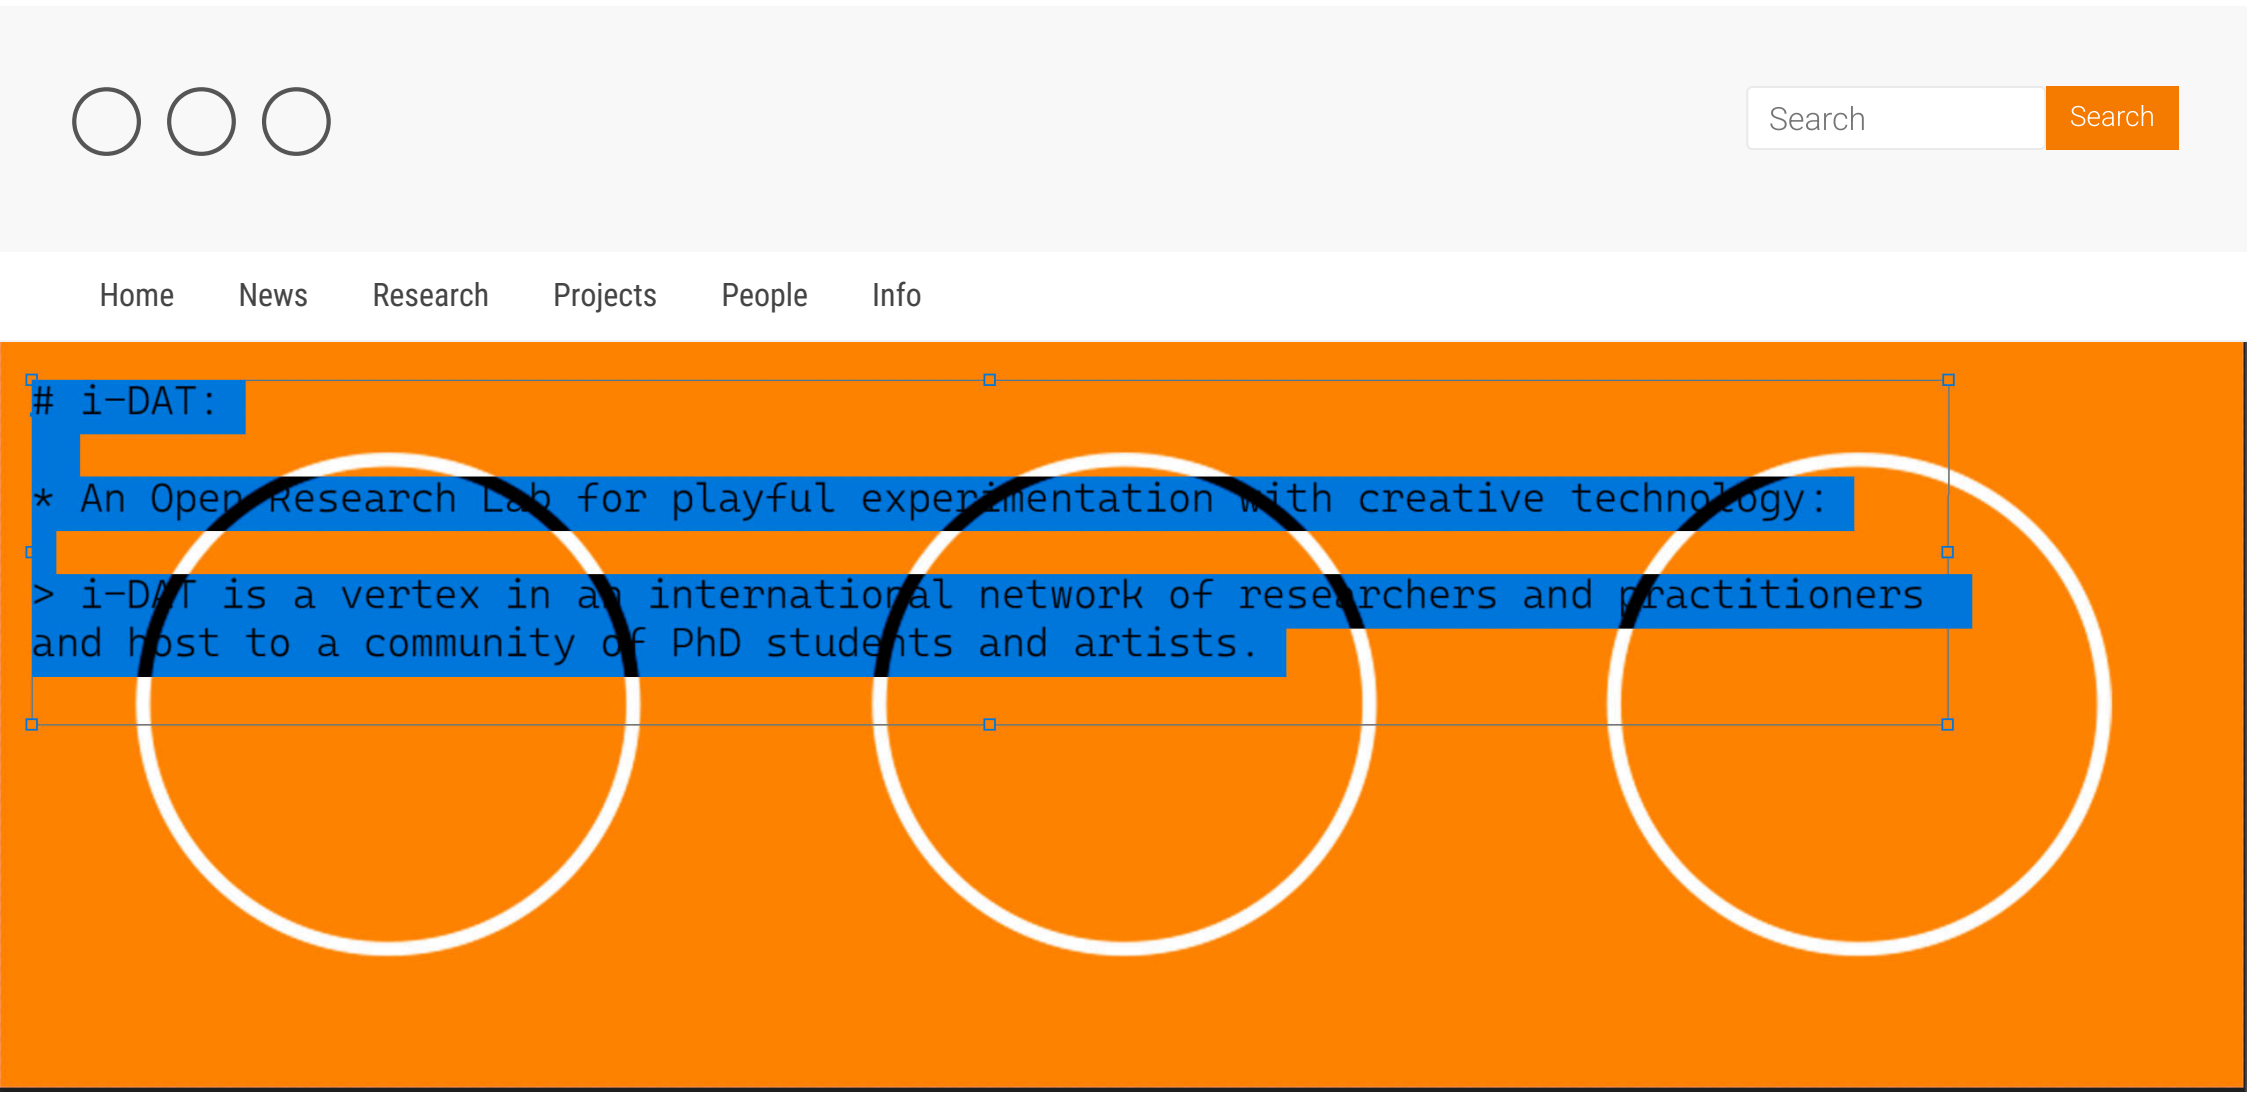 Search
Search
Home News Research Projects People Info
# i-DAT:
* An Open Research Lab for playful experimentation with creative technology:
> i-DAT is a vertex in an international network of researchers and practitioners
and host to a community of PhD students and artists.